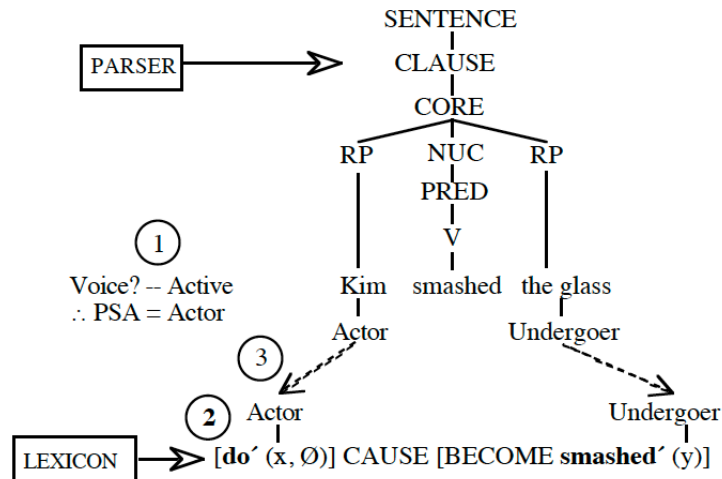 SENTENCE
PARSER
CLAUSE
CORE
RP NUC RP
PRED
V
1
Voice? -- Active
∴ PSA = Actor
Kim smashed the glass
Actor Undergoer
3
2
Actor Undergoer
LEXICON
[do´ (x, Ø)] CAUSE [BECOME smashed´ (y)]